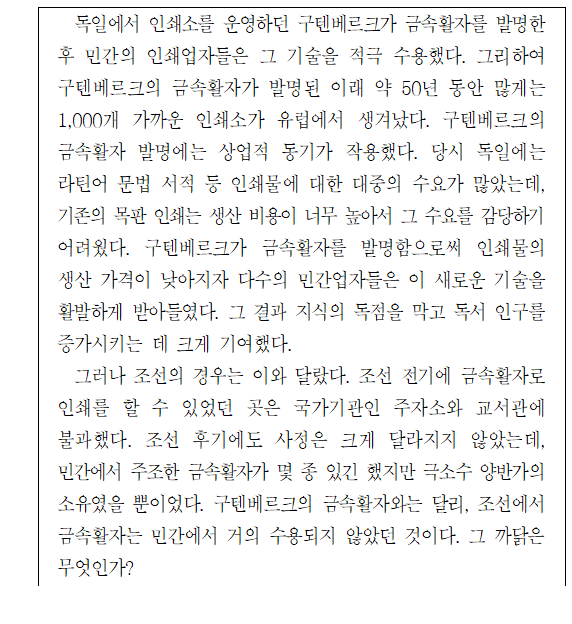 독일에서 인쇄소를 운영하던 구텐베르크가 금속활자를 발명한
후 민간의 인쇄업자들은 그 기술을 적극 수용했다. 그리하여
구텐베르크의 금속활자가 발명된 이래 약 50년 동안 많게는
1,000개 가까운 인쇄소가 유럽에서 생겨났다. 구텐베르크의
금속활자 발명에는 상업적 동기가 작용했다. 당시 독일에는
라틴어 문법 서적 등 인쇄물에 대한 대중의 수요가 많았는데,
기존의 목판 인쇄는 생산 비용이 너무 높아서 그 수요를 감당하기
어려웠다. 구텐베르크가 금속활자를 발명함으로써 인쇄물의
생산 가격이 낮아지자 다수의 민간업자들은 이 새로운 기술을
활발하게 받아들였다. 그 결과 지식의 독점을 막고 독서 인구를
증가시키는 데 크게 기여했다.
그러나 조선의 경우는 이와 달랐다. 조선 전기에 금속활자로
인쇄를 할 수 있었던 곳은 국가기관인 주자소와 교서관에
불과했다. 조선 후기에도 사정은 크게 달라지지 않았는데,
민간에서 주조한 금속활자가 몇 종 있긴 했지만 극소수 양반가의
소유였을 뿐이었다. 구텐베르크의 금속활자와는 달리, 조선에서
금속활자는 민간에서 거의 수용되지 않았던 것이다. 그 까닭은
무엇인가?